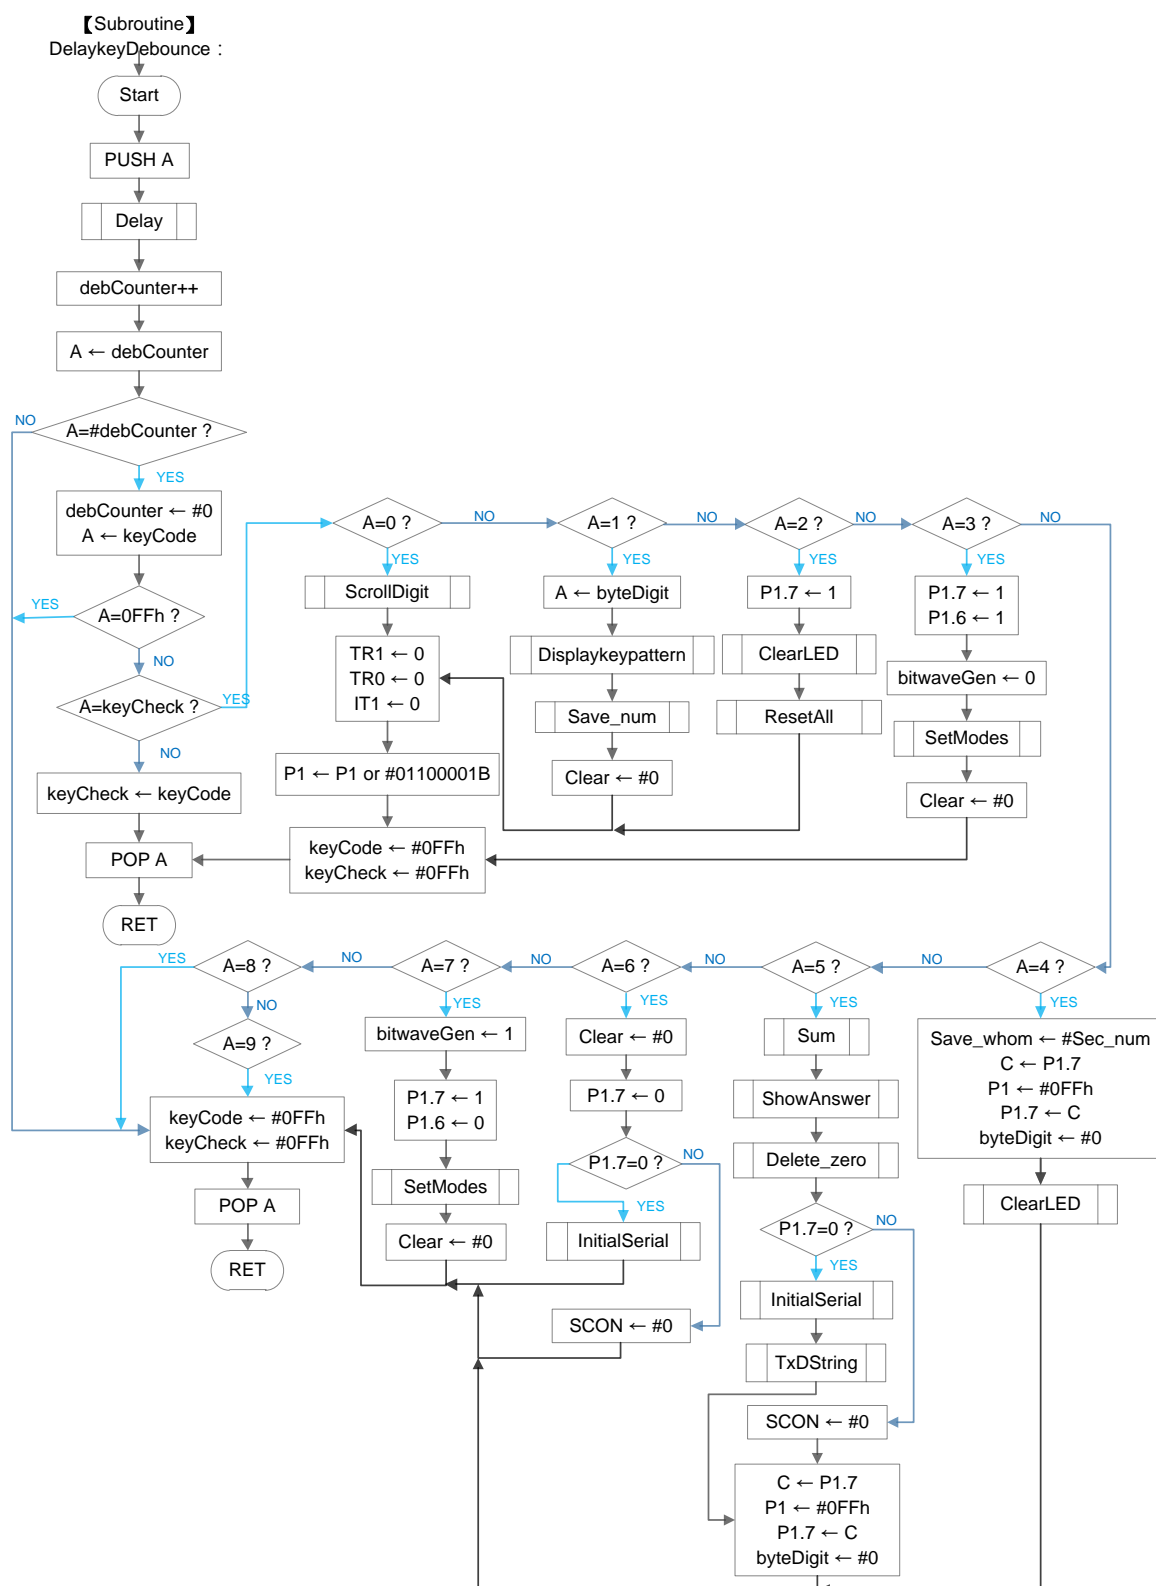 【Subroutine】
DelaykeyDebounce :
Start
PUSH A
Delay
debCounter++
A ← debCounter
NO
A=#debCounter ?
YES
debCounter ← #0
A ← keyCode
YES
A=0FFh ?
NO
A=keyCheck ?
YES
NO
keyCheck ← keyCode
POP A
RET
A=0 ?
NO
A=1 ?
NO
A=2 ?
NO
A=3 ?
NO
YES
YES
YES
YES
ScrollDigit
TR1 ← 0
TR0 ← 0
IT1 ← 0
P1 ← P1 or #01100001B
keyCode ← #0FFh
keyCheck ← #0FFh
A ← byteDigit
Displaykeypattern
Save_num
Clear ← #0
P1.7 ← 1
ClearLED
ResetAll
P1.7 ← 1
P1.6 ← 1
bitwaveGen ← 0
SetModes
Clear ← #0
YES
A=8 ?
NO
A=7 ?
NO
A=6 ?
NO
A=5 ?
NO
A=4 ?
NO
A=9 ?
YES
keyCode ← #0FFh
keyCheck ← #0FFh
POP A
RET
YES
bitwaveGen ← 1
P1.7 ← 1
P1.6 ← 0
SetModes
Clear ← #0
YES
Clear ← #0
P1.7 ← 0
P1.7=0 ?
NO
YES
InitialSerial
SCON ← #0
YES
Sum
ShowAnswer
Delete_zero
P1.7=0 ?
NO
YES
InitialSerial
TxDString
SCON ← #0
C ← P1.7
P1 ← #0FFh
P1.7 ← C
byteDigit ← #0
YES
Save_whom ← #Sec_num
C ← P1.7
P1 ← #0FFh
P1.7 ← C
byteDigit ← #0
ClearLED